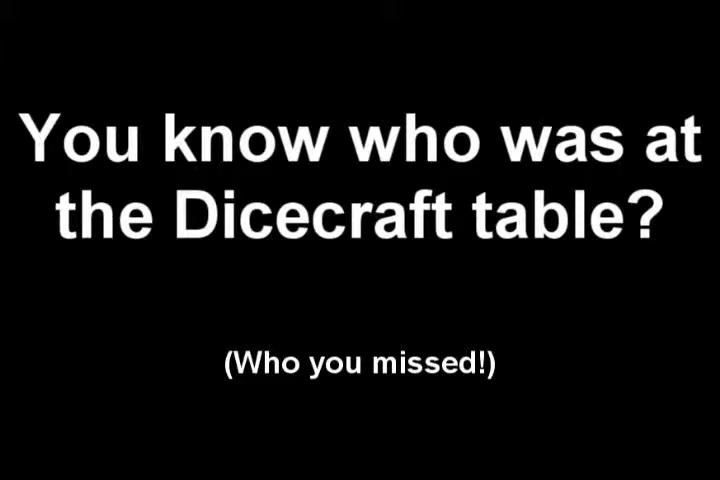 You know who was at
the Dicecraft table?
(Who you missed!)